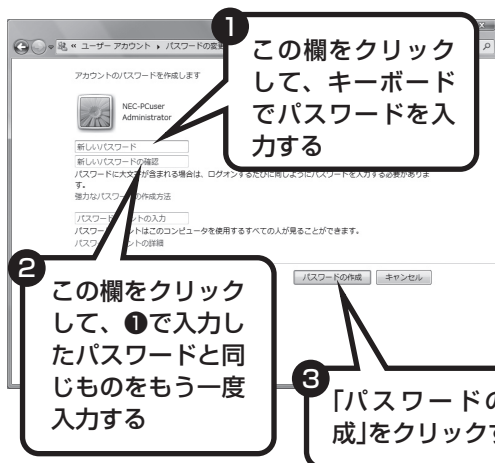 ユーザー アカウント ▸ パスワードの変更
❶
この欄をクリック
して、キーボード
でパスワードを入
力する
アカウントのパスワードを作成します
NEC-PCuser
Administrator
新しいパスワード
新しいパスワードの確認
パスワードに大文字が含まれる場合は、ログオンするたびに同じようにパスワードを入力する必要がありま
す。
強力なパスワードの作成方法
パスワード ヒントの入力
パスワード ヒントはこのコンピュータを使用するすべての人が見ることができます。
パスワード ヒントの詳細
❷
この欄をクリック
して、❶で入力し
たパスワードと同
じものをもう一度
入力する
パスワードの作成 キャンセル
❸
「パスワードの
成」をクリックす